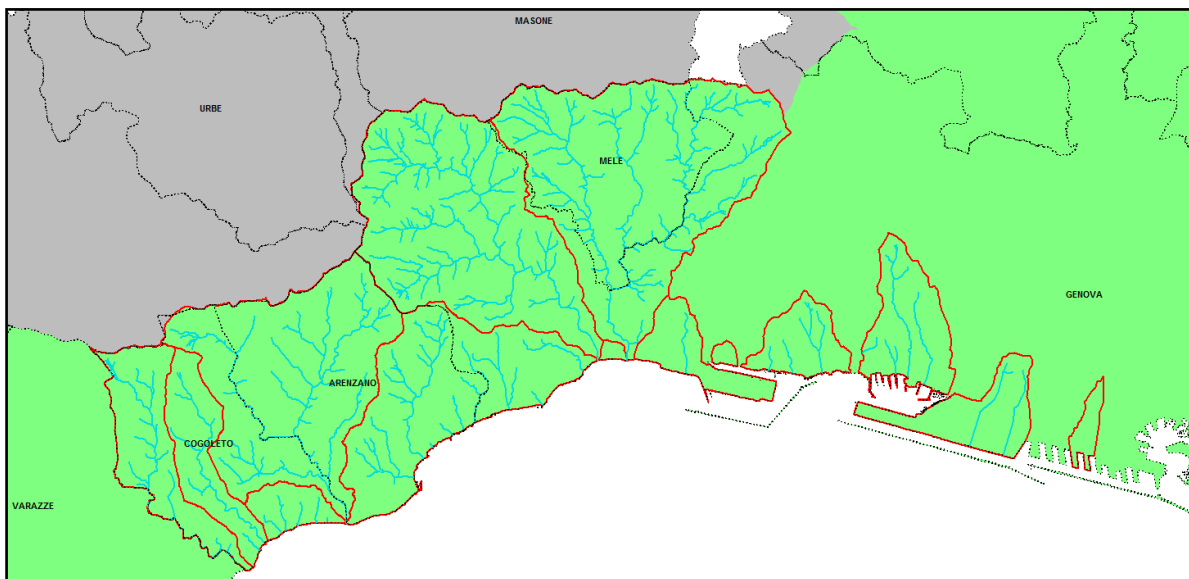 MASONE
URBE
MELE
GENOVA
ARENZANO
COGOLETO
VARAZZE